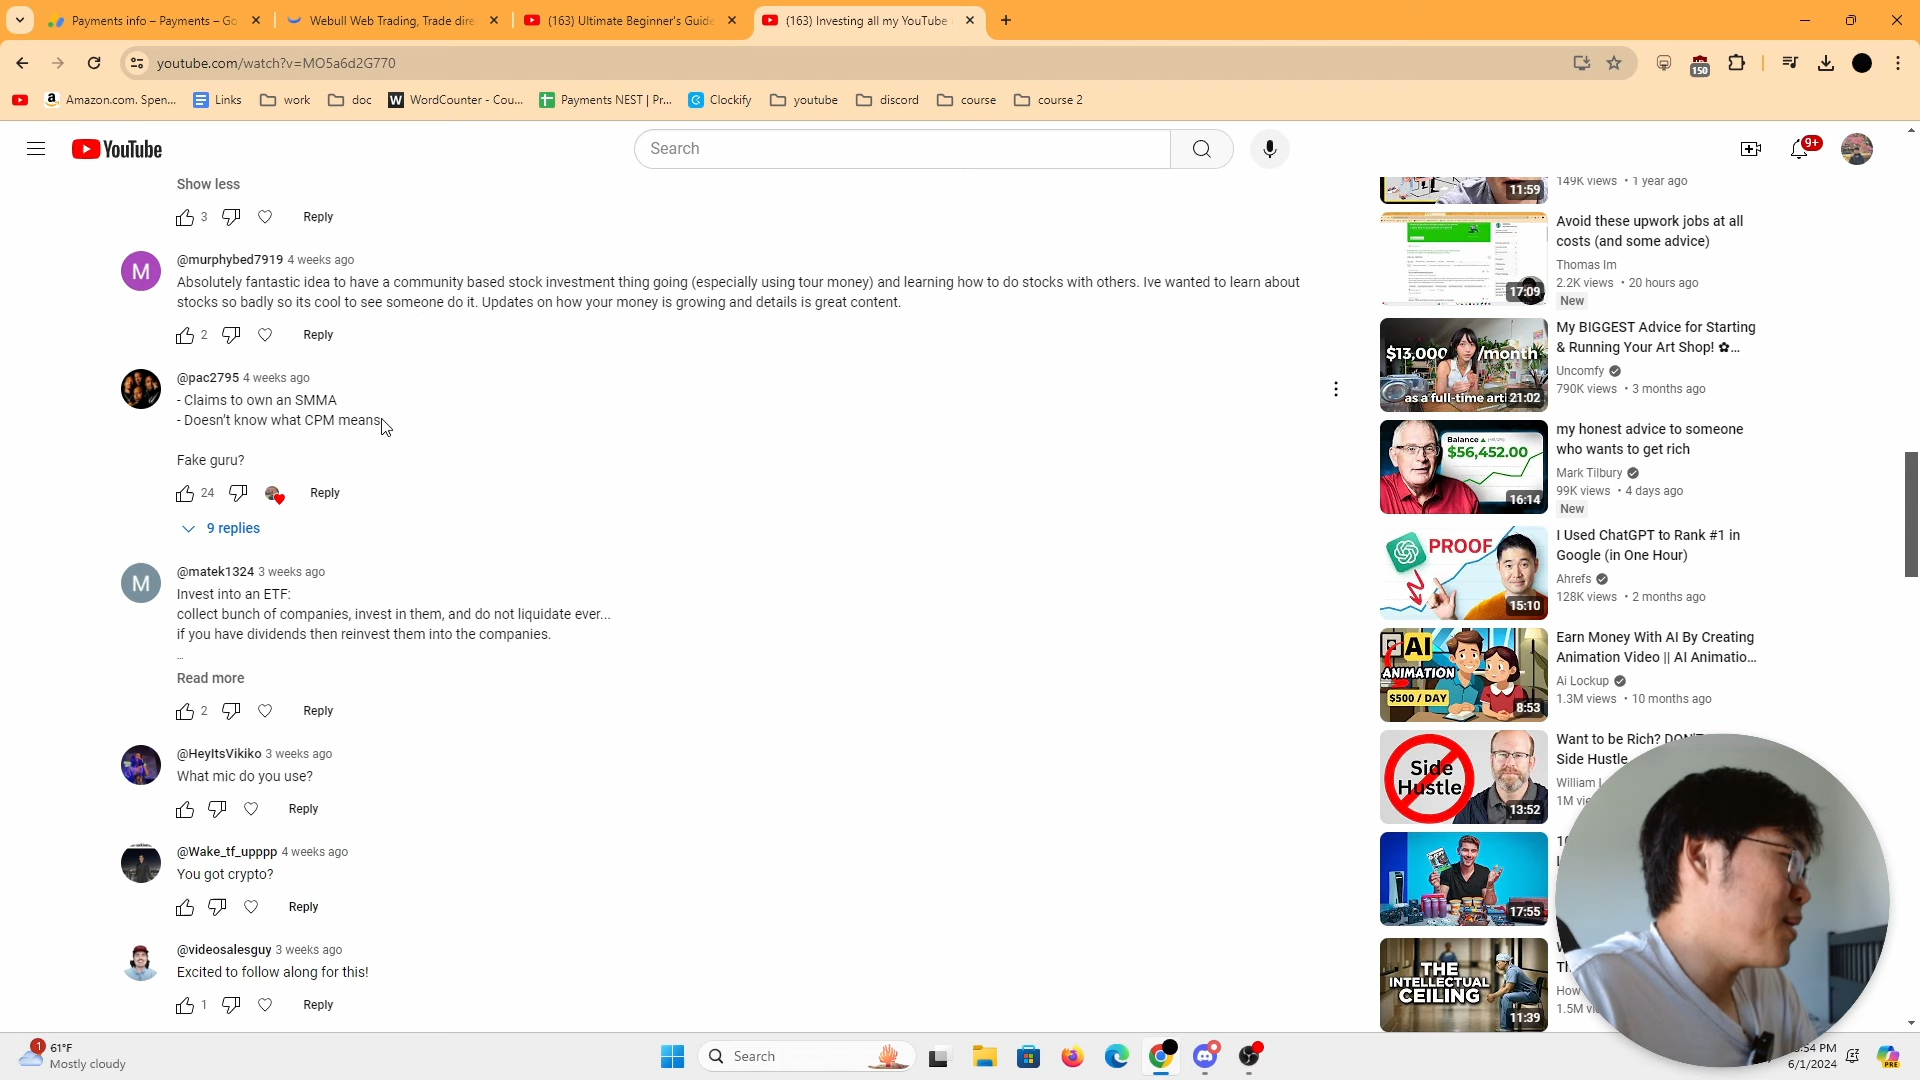 Payments info – Payments – Go
Webull Web Trading, Trade dire
(163) Ultimate Beginner's Guide
(163) Investing all my YouTube
youtube.com/watch?v=MO5a6d2G770
150
Amazon.com. Spen...
Links
work
doc
WordCounter - Cou...
Payments NEST | Pr...
Clockify
youtube
discord
course
course 2
YouTube
Search
9+
Show less
3
Reply
@murphybed7919 4 weeks ago
Absolutely fantastic idea to have a community based stock investment thing going (especially using tour money) and learning how to do stocks with others. Ive wanted to learn about
stocks so badly so its cool to see someone do it. Updates on how your money is growing and details is great content.
2
Reply
@pac2795 4 weeks ago
- Claims to own an SMMA
- Doesn't know what CPM means
Fake guru?
24
Reply
9 replies
@matek1324 3 weeks ago
Invest into an ETF:
collect bunch of companies, invest in them, and do not liquidate ever...
if you have dividends then reinvest them into the companies.
...
Read more
2
Reply
@HeyItsVikiko 3 weeks ago
What mic do you use?
Reply
@Wake_tf_upppp 4 weeks ago
You got crypto?
Reply
@videosalesguy 3 weeks ago
Excited to follow along for this!
1
Reply
11:59
149K views • 1 year ago
17:09
Avoid these upwork jobs at all
costs (and some advice)
Thomas Im
2.2K views • 20 hours ago
New
$13,000 /month
as a full-time arti
21:02
My BIGGEST Advice for Starting
& Running Your Art Shop! ✿...
Uncomfy
790K views • 3 months ago
Balance
$56,452.00
16:14
my honest advice to someone
who wants to get rich
Mark Tilbury
99K views • 4 days ago
New
PROOF
15:10
I Used ChatGPT to Rank #1 in
Google (in One Hour)
Ahrefs
128K views • 2 months ago
AI
ANIMATION
$500 / DAY
8:53
Earn Money With AI By Creating
Animation Video || AI Animatio...
Ai Lockup
1.3M views • 10 months ago
Side
Hustle
13:52
Want to be Rich? DON'T
Side Hustle
William
1M
17:55
THE
INTELLECTUAL
CEILING
11:39
How
1.5M
1
61°F
Mostly cloudy
Search
:54 PM
6/1/2024
PRE